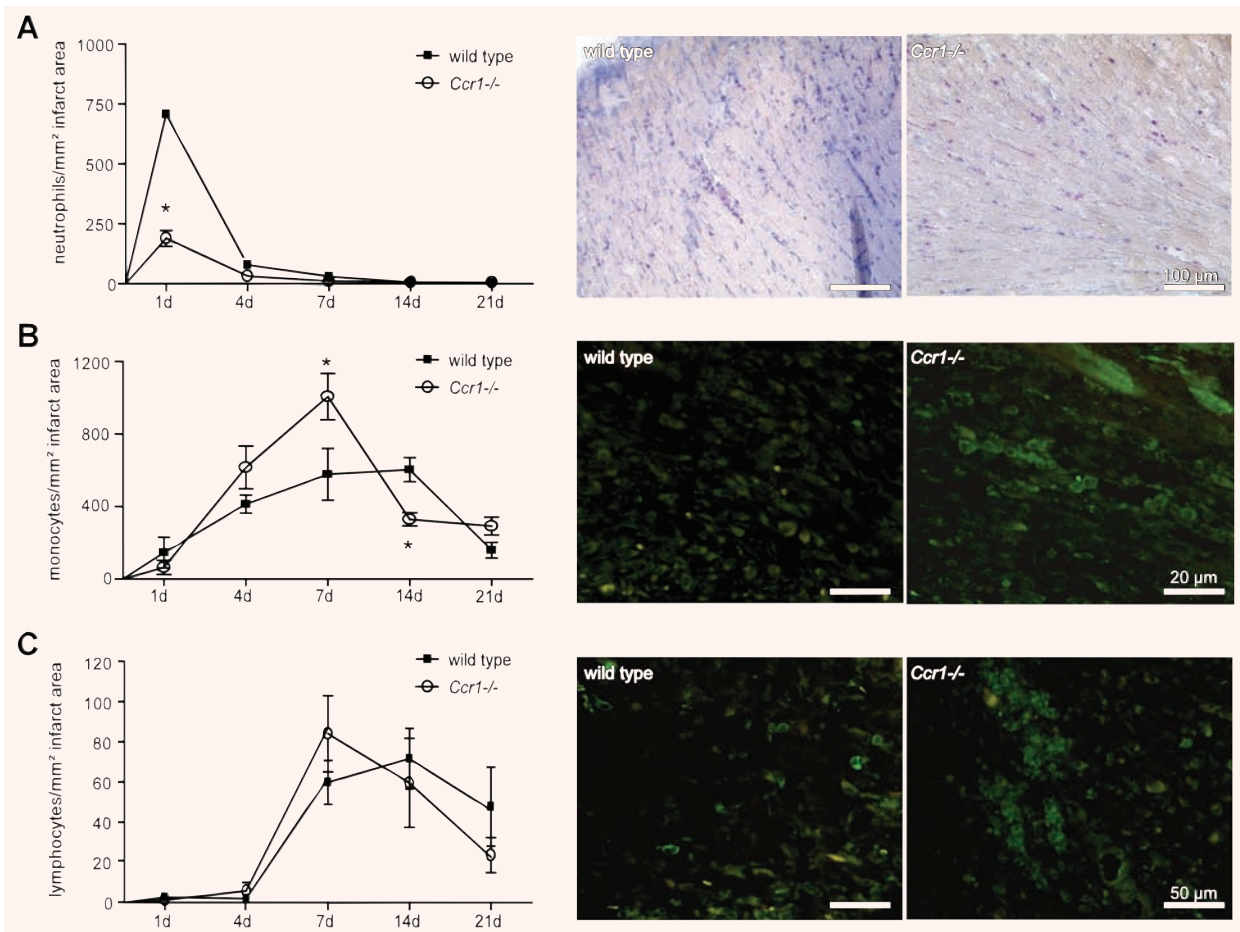 A
neutrophils/mm² infarct area
1000
750
500
250
0
*
1d 4d 7d 14d 21d
wild type
Ccr1-/-
wild type
Ccr1-/-
100 µm
B
monocytes/mm² infarct area
1200
800
400
0
*
*
1d 4d 7d 14d 21d
wild type
Ccr1-/-
wild type
Ccr1-/-
20 µm
C
lymphocytes/mm² infarct area
120
100
80
60
40
20
0
1d 4d 7d 14d 21d
wild type
Ccr1-/-
wild type
Ccr1-/-
50 µm